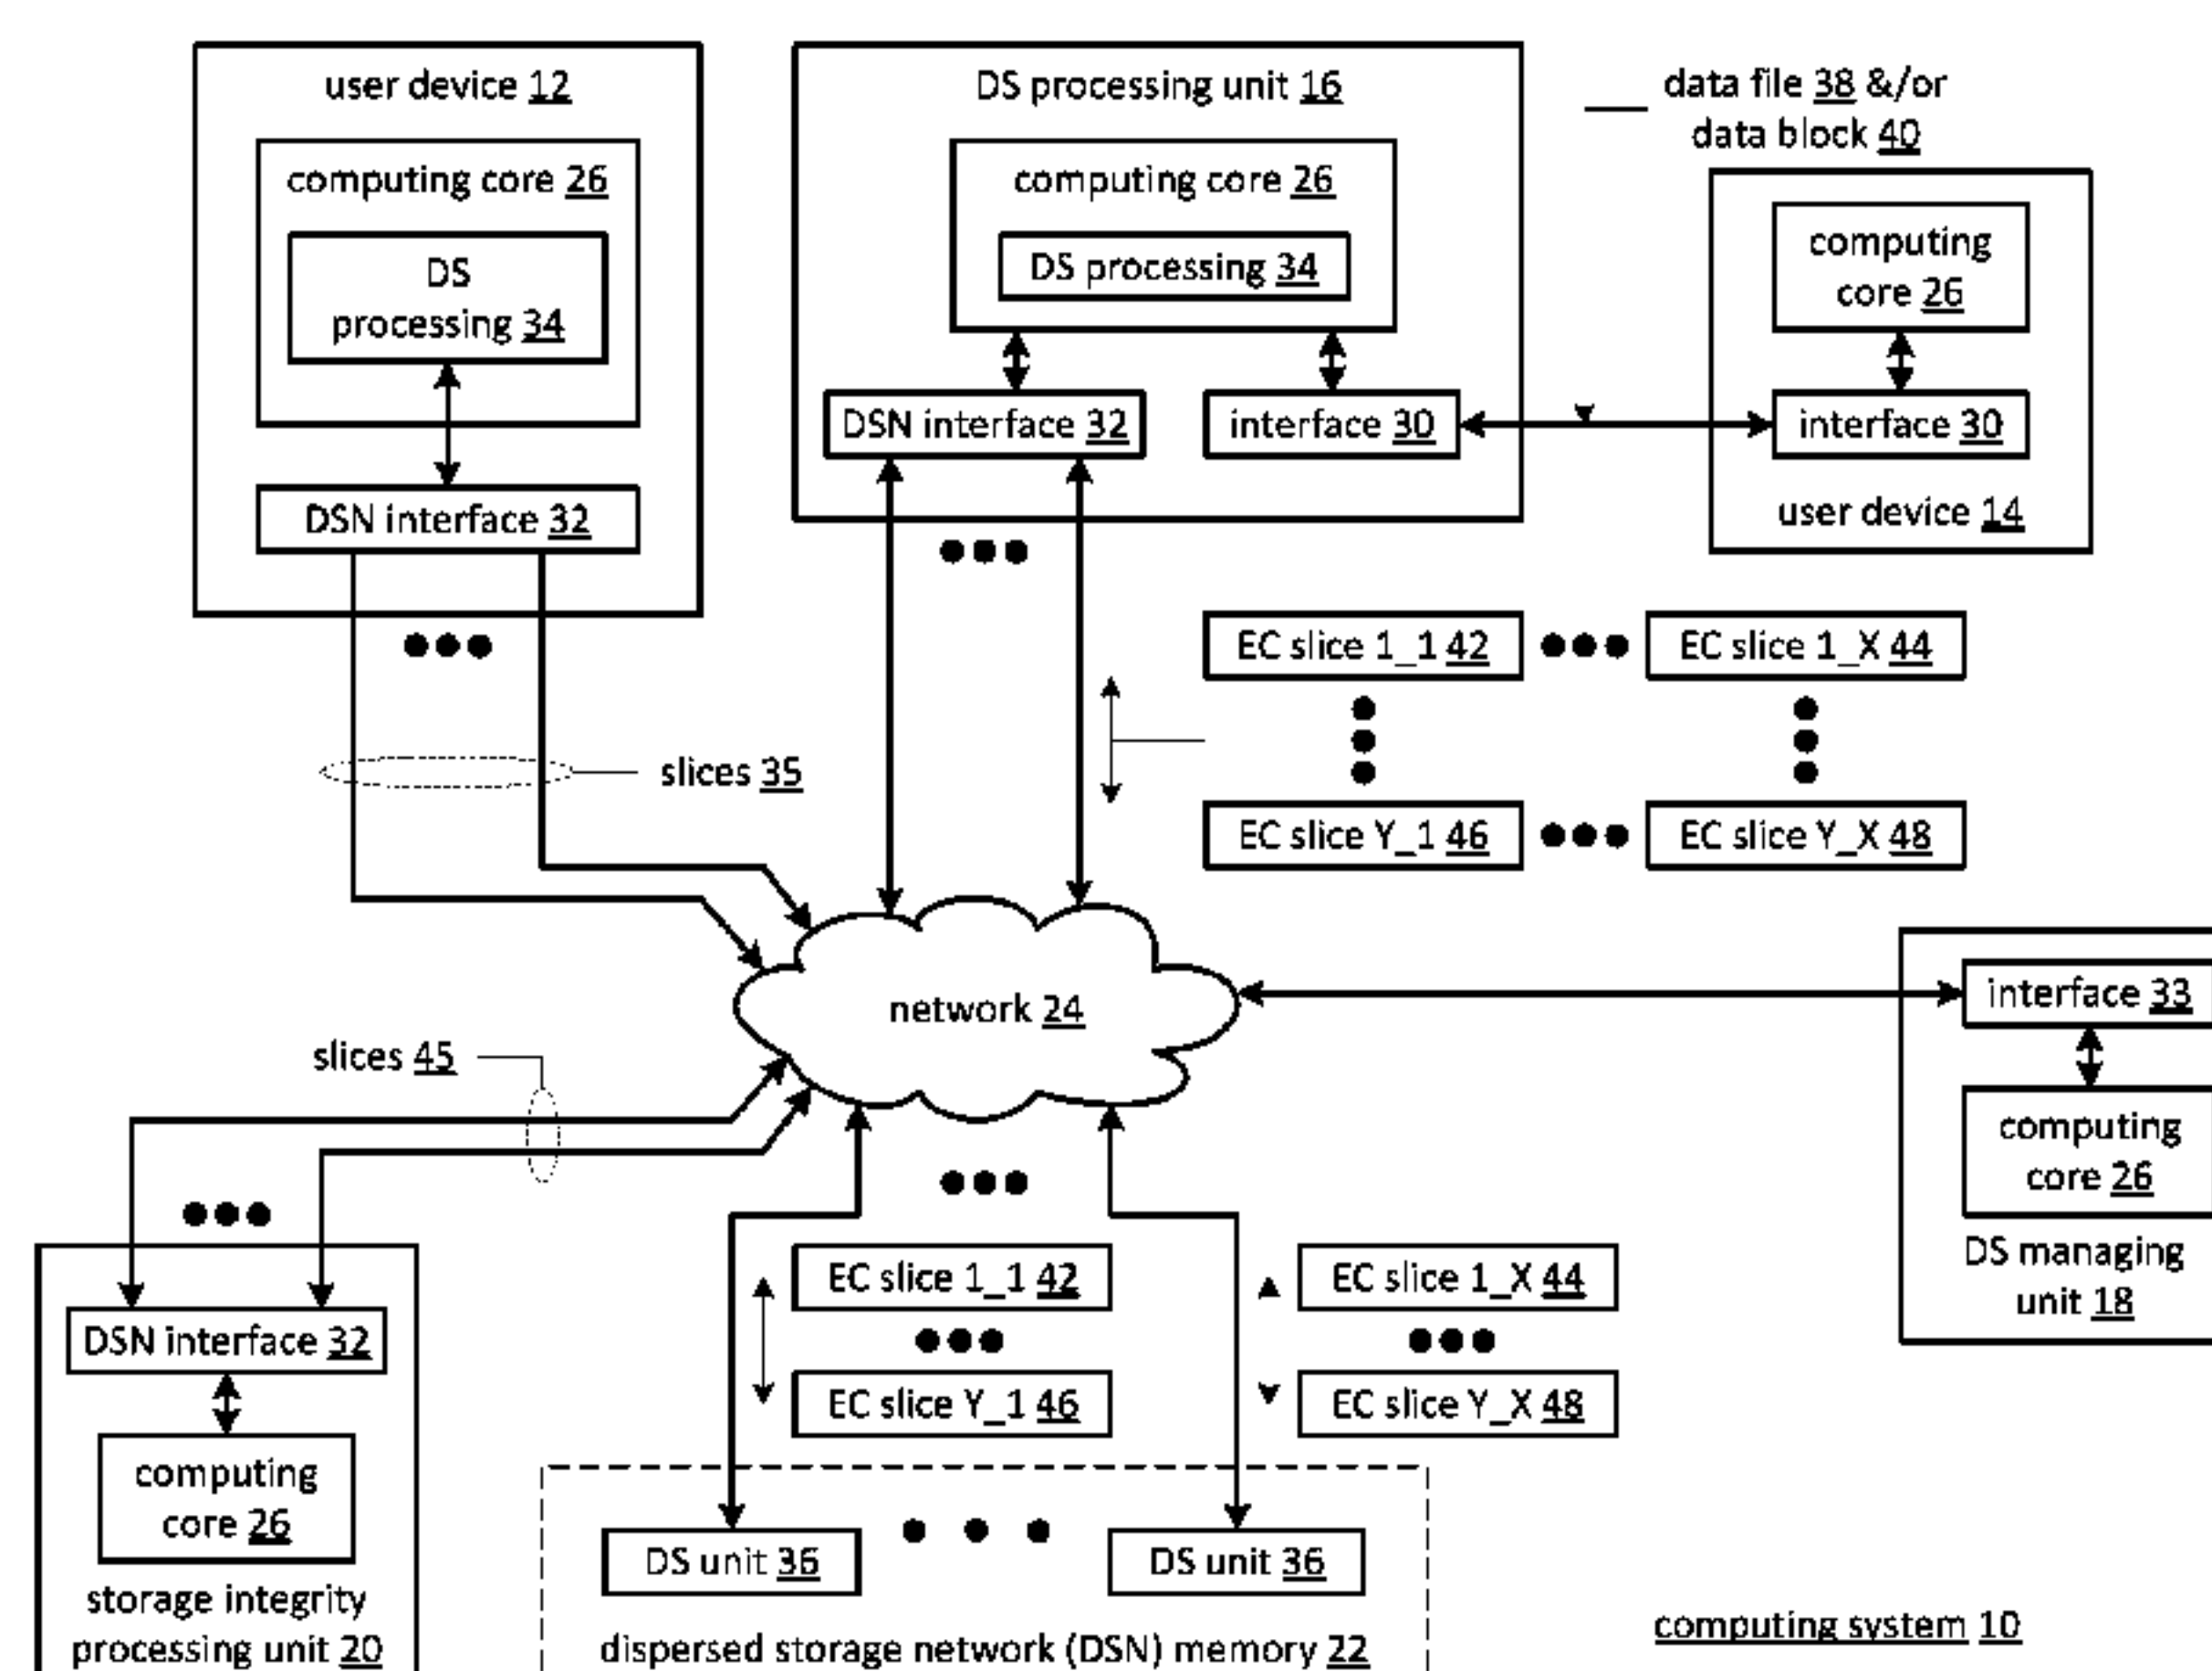 user device 12
computing core 26
DS
processing 34
DSN interface 32
DS processing unit 16
computing core 26
DS processing 34
DSN interface 32
interface 30
data file 38 &/or
data block 40
computing
core 26
interface 30
user device 14
slices 35
EC slice 1_1 42
EC slice 1_X 44
EC slice Y_1 46
EC slice Y_X 48
network 24
interface 33
computing
core 26
DS managing
unit 18
slices 45
DSN interface 32
computing
core 26
storage integrity
processing unit 20
EC slice 1_1 42
EC slice Y_1 46
EC slice 1_X 44
EC slice Y_X 48
DS unit 36
DS unit 36
dispersed storage network (DSN) memory 22
computing system 10